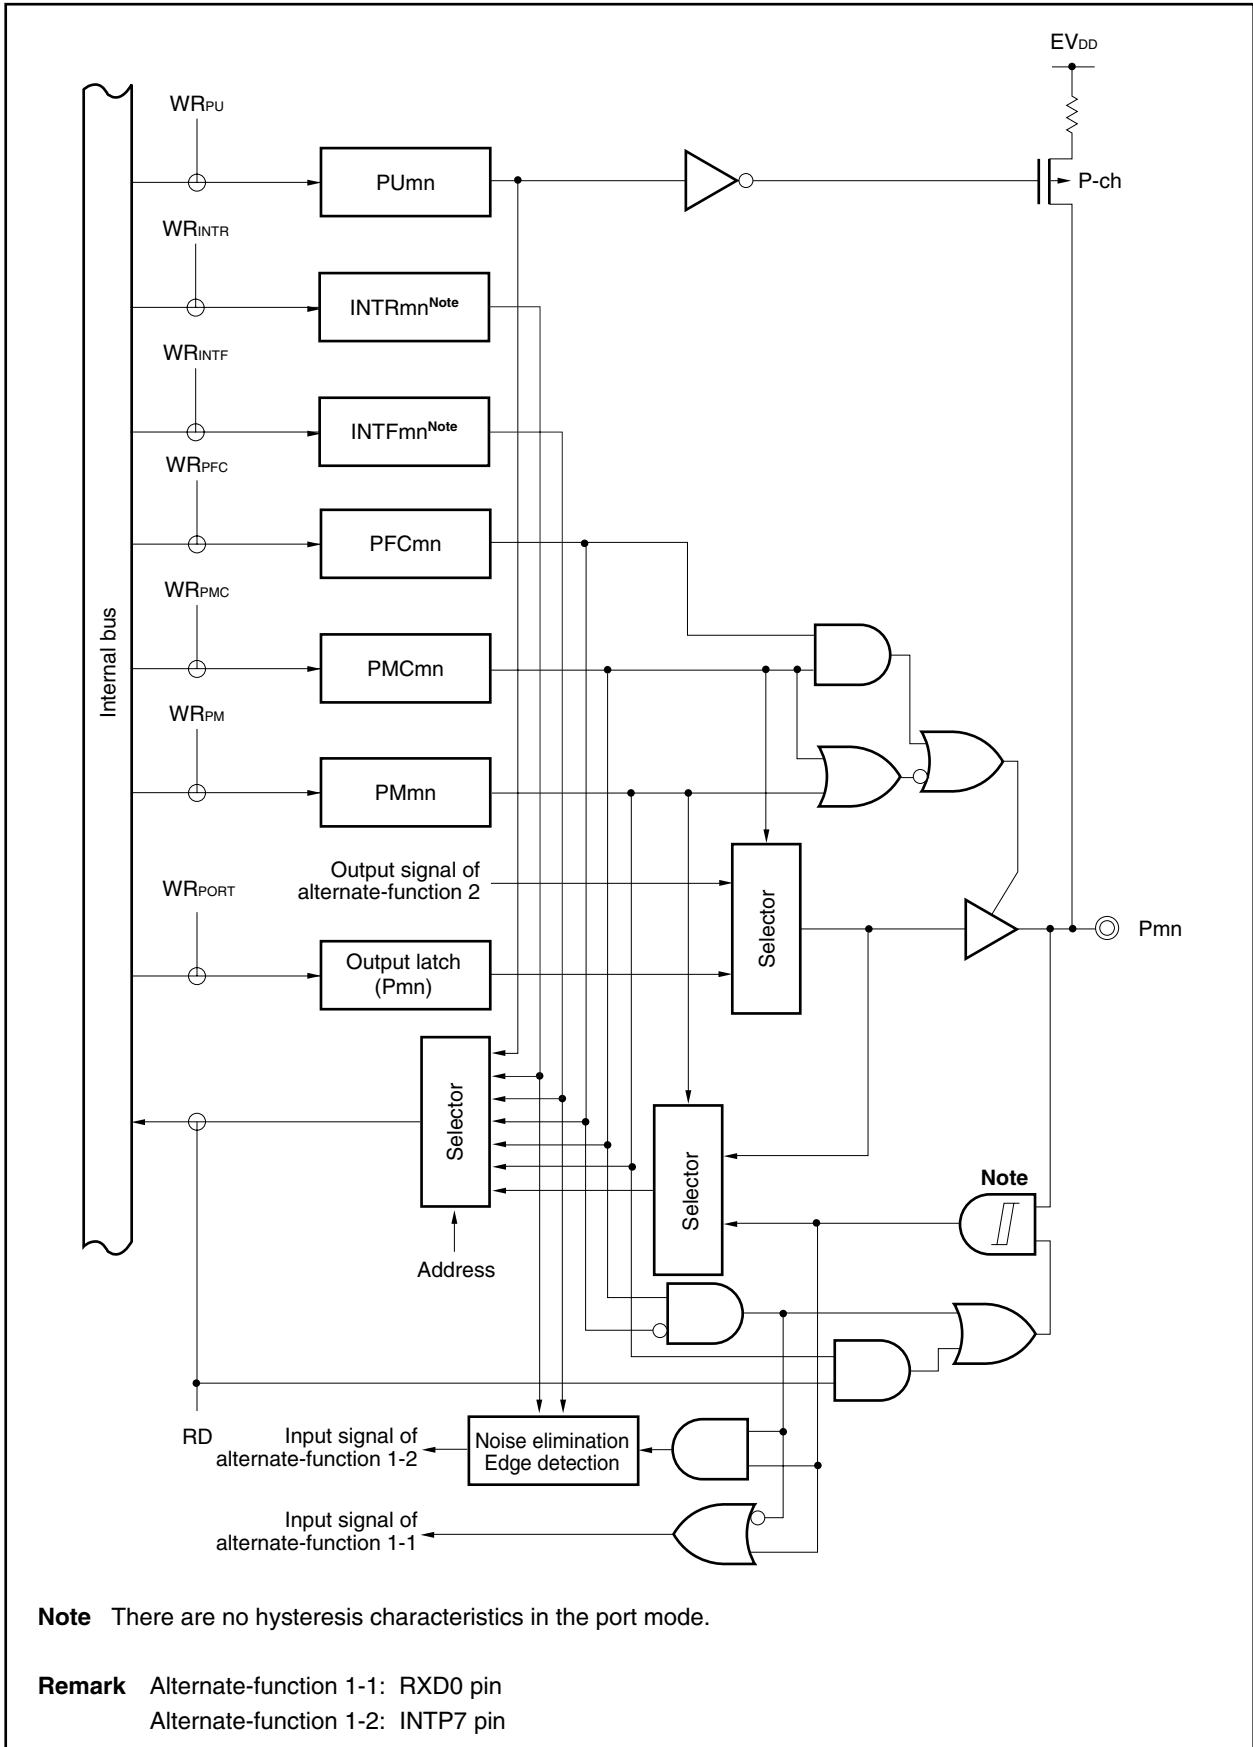 EVDD
WRPU
PUmn
P-ch
WRINTR
INTRmnNote
WRINTF
INTFmnNote
WRPFC
PFCmn
WRPMC
PMCmn
Internal bus
WRPM
PMmn
Output signal of
alternate-function 2
WRPORT
Output latch
(Pmn)
Selector
Pmn
Selector
Selector
Note
Address
RD
Input signal of
alternate-function 1-2
Noise elimination
Edge detection
Input signal of
alternate-function 1-1
Note There are no hysteresis characteristics in the port mode.
Remark Alternate-function 1-1: RXD0 pin
Alternate-function 1-2: INTP7 pin